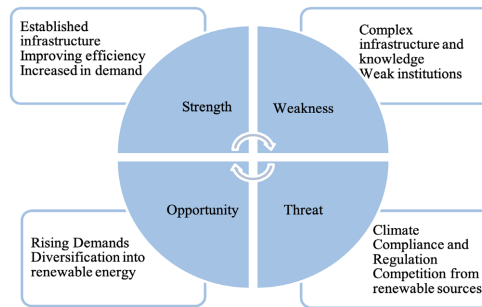 Established
infrastructure
Improving efficiency
Increased in demand
Complex
infrastructure and
knowledge
Weak institutions
Strength
Weakness
Opportunity
Threat
Rising Demands
Diversification into
renewable energy
Climate
Compliance and
Regulation
Competition from
renewable sources